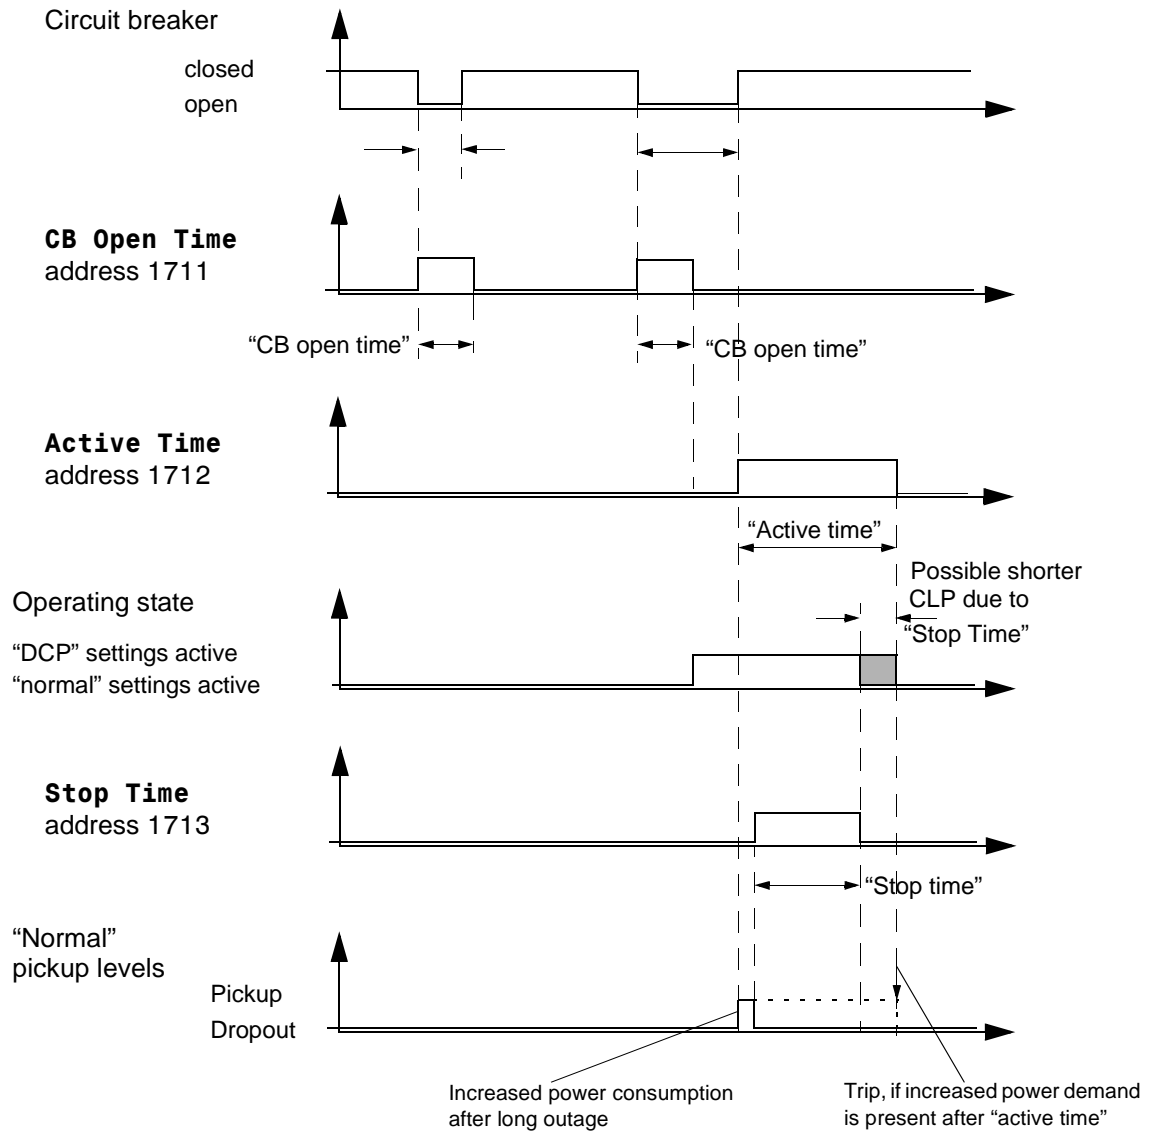 Circuit breaker
closed
open
CB Open Time
address 1711
“CB open time”
“CB open time”
Active Time
address 1712
“Active time”
Possible shorter
CLP due to
“Stop Time”
Operating state
“DCP” settings active
“normal” settings active
Stop Time
address 1713
“Stop time”
“Normal”
pickup levels
Pickup
Dropout
Increased power consumption
after long outage
Trip, if increased power demand
is present after “active time”